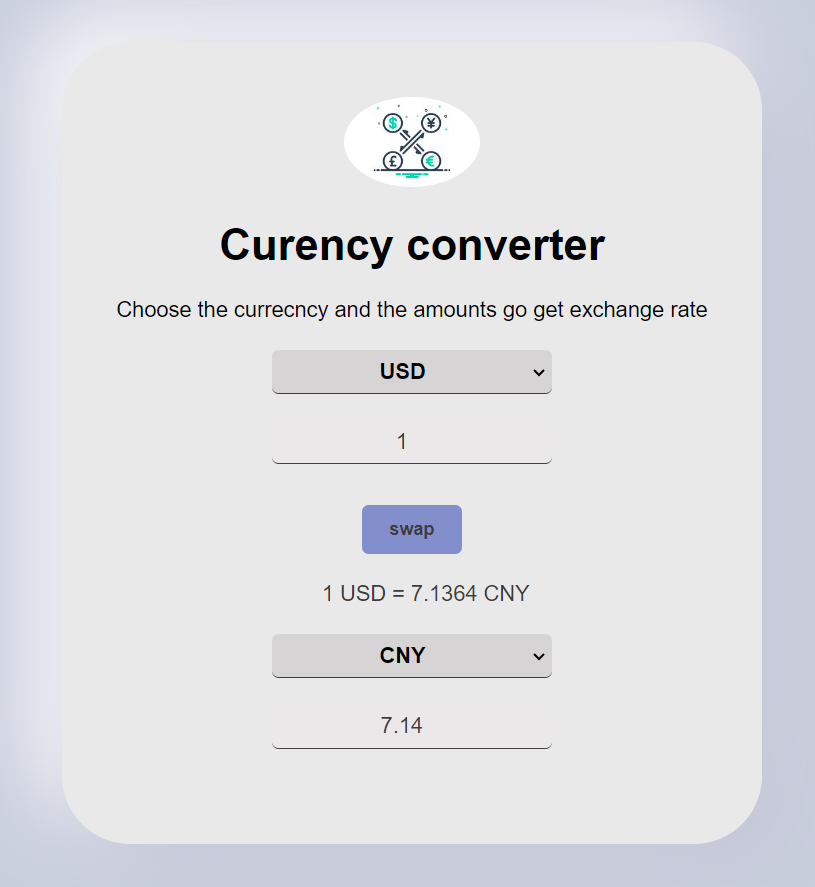 Curency converter
Choose the currecncy and the amounts go get exchange rate
USD
1
swap
1 USD = 7.1364 CNY
CNY
7.14